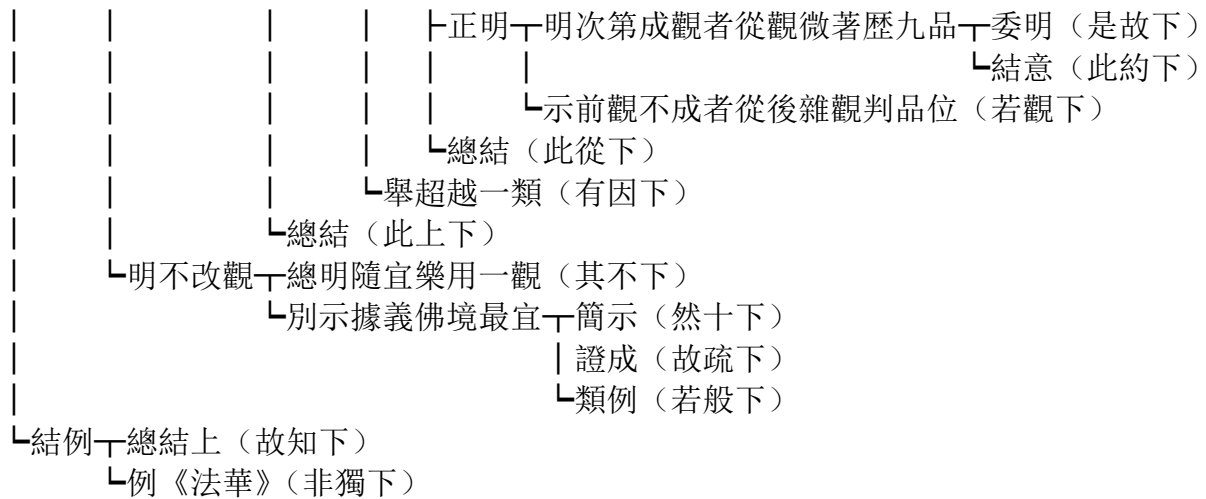 │ │ │ │ ├正明┬明次第成觀者從觀微著歷九品┬委明（是故下）
│ │ │ │ │ │ └結意（此約下）
│ │ │ │ │ └示前觀不成者從後雜觀判品位（若觀下）
│ │ │ │ └總結（此從下）
│ │ │ └舉超越一類（有因下）
│ │ └總結（此上下）
│ └明不改觀┬總明隨宜樂用一觀（其不下）
│ └別示據義佛境最宜┬簡示（然十下）
│ │證成（故疏下）
│ └類例（若般下）
└結例┬總結上（故知下）
└例《法華》（非獨下）